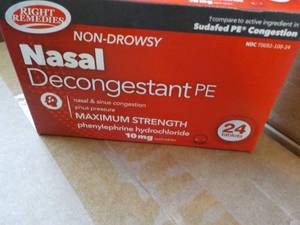 RIGHT
REMEDIES
† compare to active ingredient in
Sudafed PE® Congestion
NON-DROWSY
Nasal
Decongestant PE
nasal & sinus congestion
sinus pressure
MAXIMUM STRENGTH
phenylephrine hydrochloride
10 mg
24
tablets